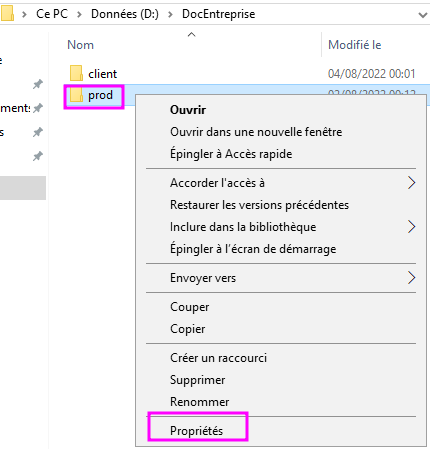 Ce PC > Données (D:) > DocEntreprise
Nom Modifié le
client 04/08/2022 00:01
prod
ments
s
Ouvrir
Ouvrir dans une nouvelle fenêtre
Épingler à Accès rapide
Accorder l'accès à
Restaurer les versions précédentes
Inclure dans la bibliothèque
Épingler à l'écran de démarrage
Envoyer vers
Couper
Copier
Créer un raccourci
Supprimer
Renommer
Propriétés